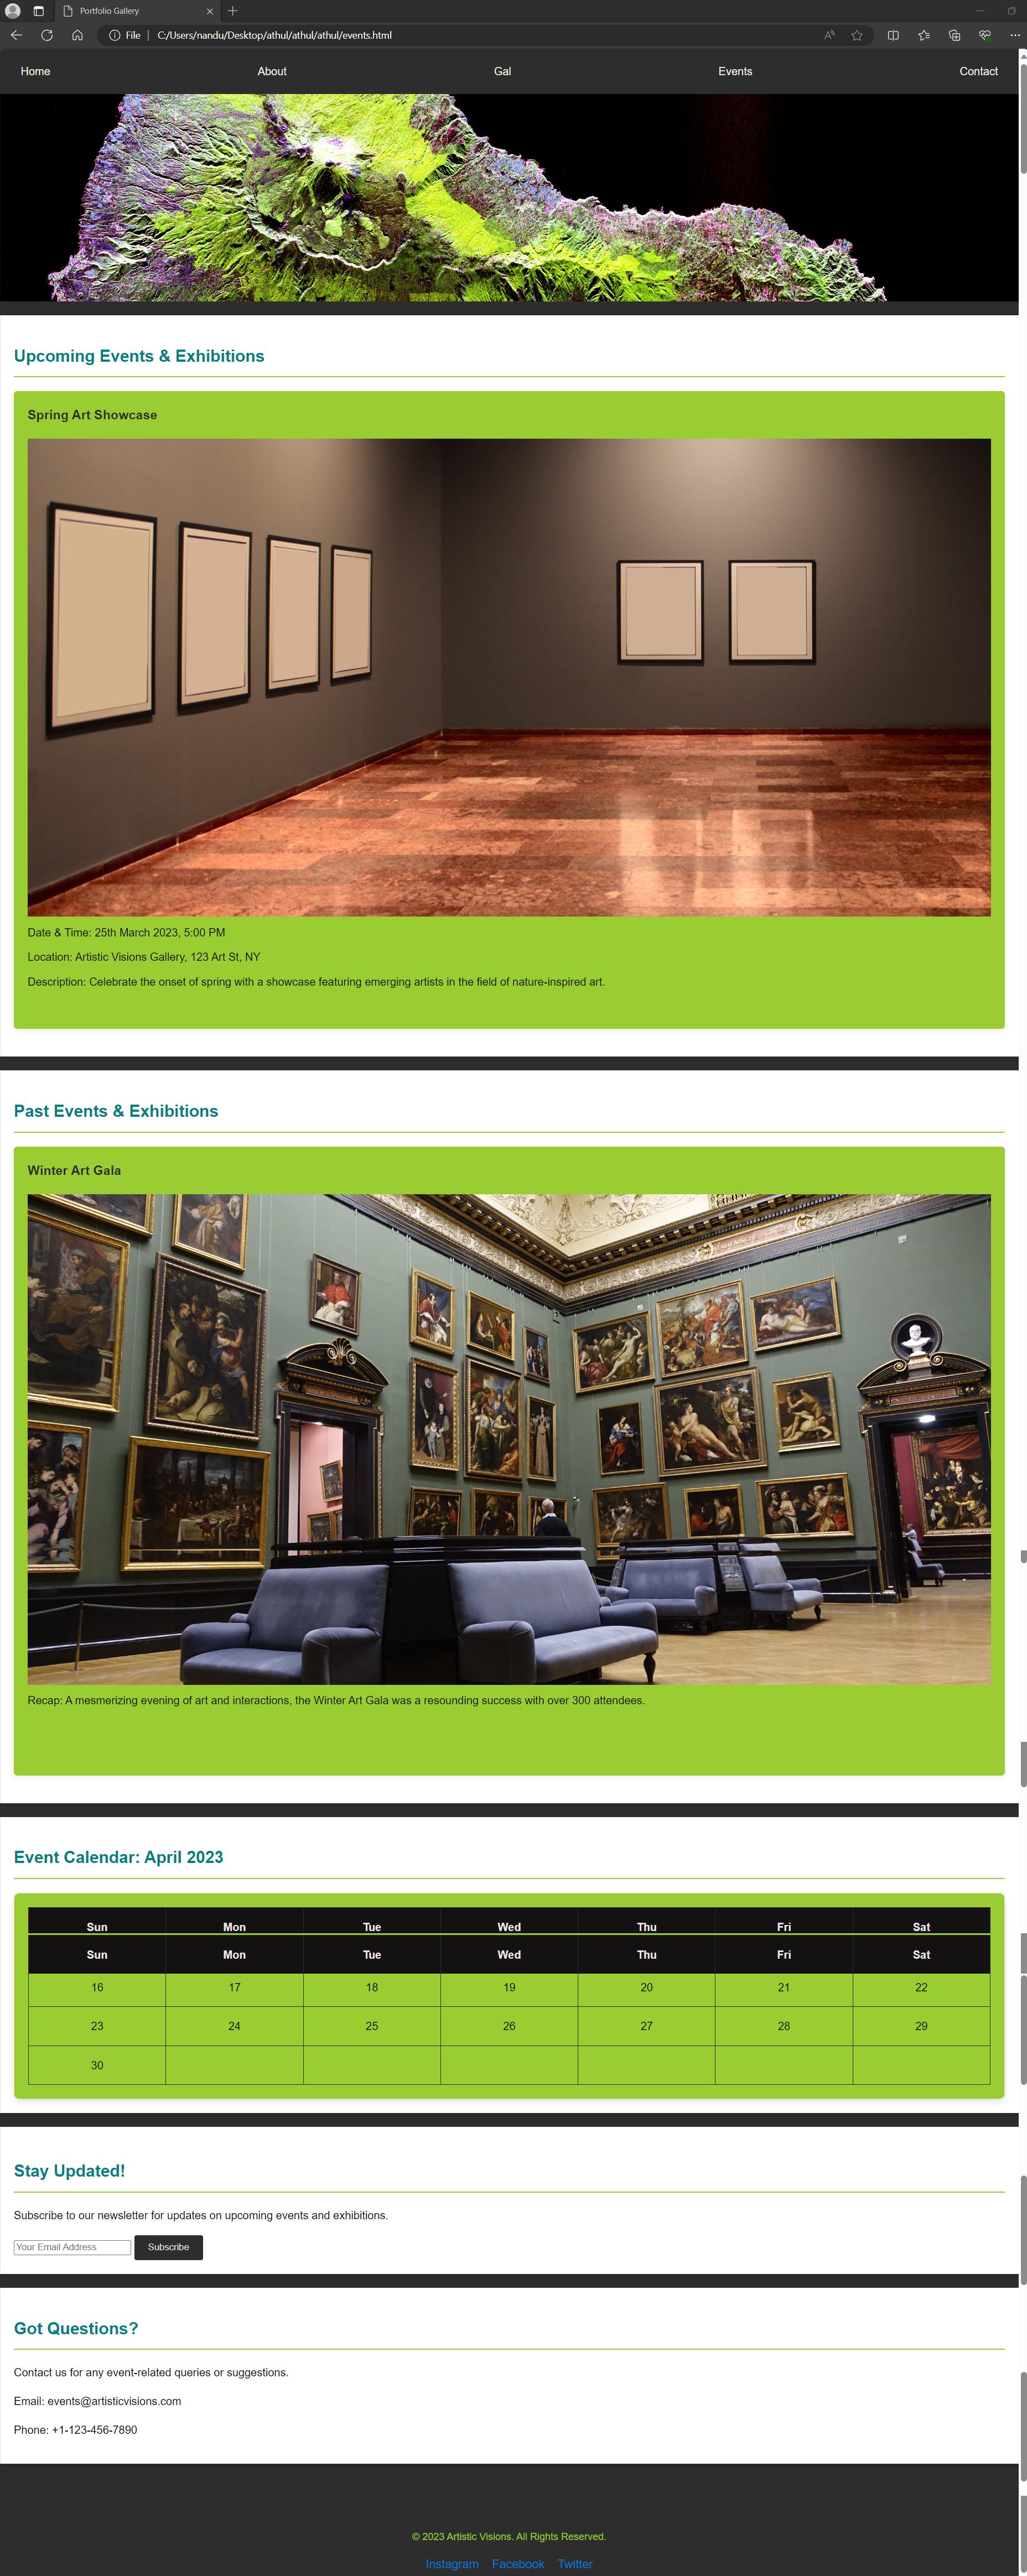 Portfolio Gallery
File | C:/Users/nandu/Desktop/athul/athul/athul/events.html
Home About Gal Events Contact
Upcoming Events & Exhibitions
Spring Art Showcase
Date & Time: 25th March 2023, 5:00 PM
Location: Artistic Visions Gallery, 123 Art St, NY
Description: Celebrate the onset of spring with a showcase featuring emerging artists in the field of nature-inspired art.
Past Events & Exhibitions
Winter Art Gala
Recap: A mesmerizing evening of art and interactions, the Winter Art Gala was a resounding success with over 300 attendees.
Event Calendar: April 2023
Sun Mon Tue Wed Thu Fri Sat
Sun Mon Tue Wed Thu Fri Sat
16 17 18 19 20 21 22
23 24 25 26 27 28 29
30
Stay Updated!
Subscribe to our newsletter for updates on upcoming events and exhibitions.
Your Email Address Subscribe
Got Questions?
Contact us for any event-related queries or suggestions.
Email: events@artisticvisions.com
Phone: +1-123-456-7890
© 2023 Artistic Visions. All Rights Reserved.
Instagram Facebook Twitter